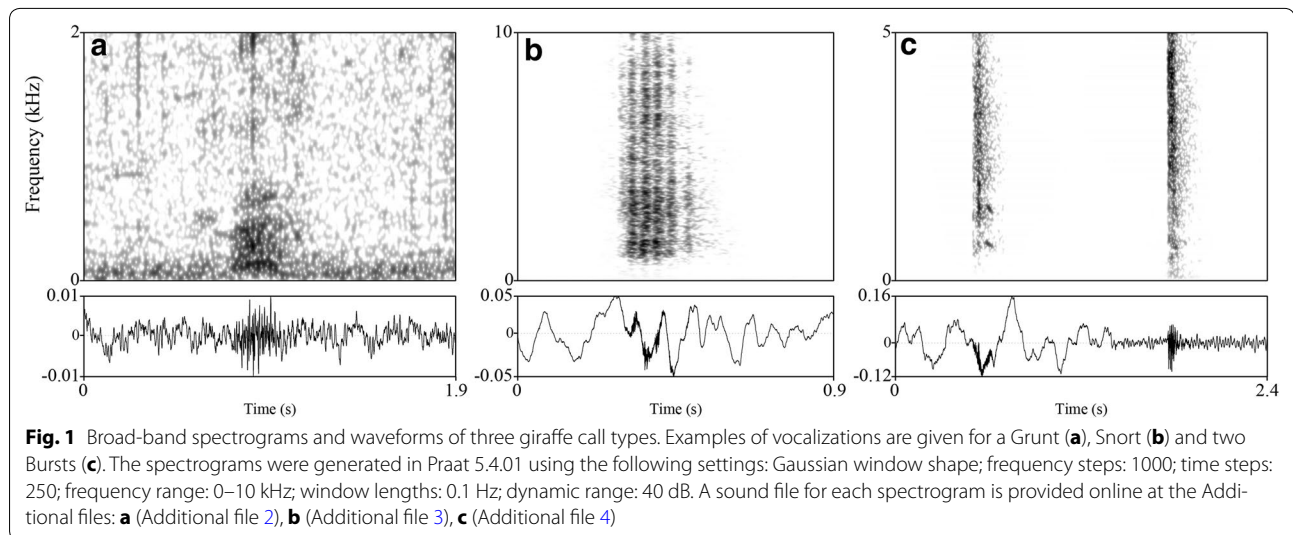 a
b
c
2
0
Frequency (kHz)
10
0
5
0
0.01
0
-0.01
0
1.9
Time (s)
0.05
0
-0.05
0
0.9
Time (s)
0.16
0
-0.12
0
2.4
Time (s)
Fig. 1 Broad-band spectrograms and waveforms of three giraffe call types. Examples of vocalizations are given for a Grunt (a), Snort (b) and two
Bursts (c). The spectrograms were generated in Praat 5.4.01 using the following settings: Gaussian window shape; frequency steps: 1000; time steps:
250; frequency range: 0–10 kHz; window lengths: 0.1 Hz; dynamic range: 40 dB. A sound file for each spectrogram is provided online at the Addi-
tional files: a (Additional file 2), b (Additional file 3), c (Additional file 4)